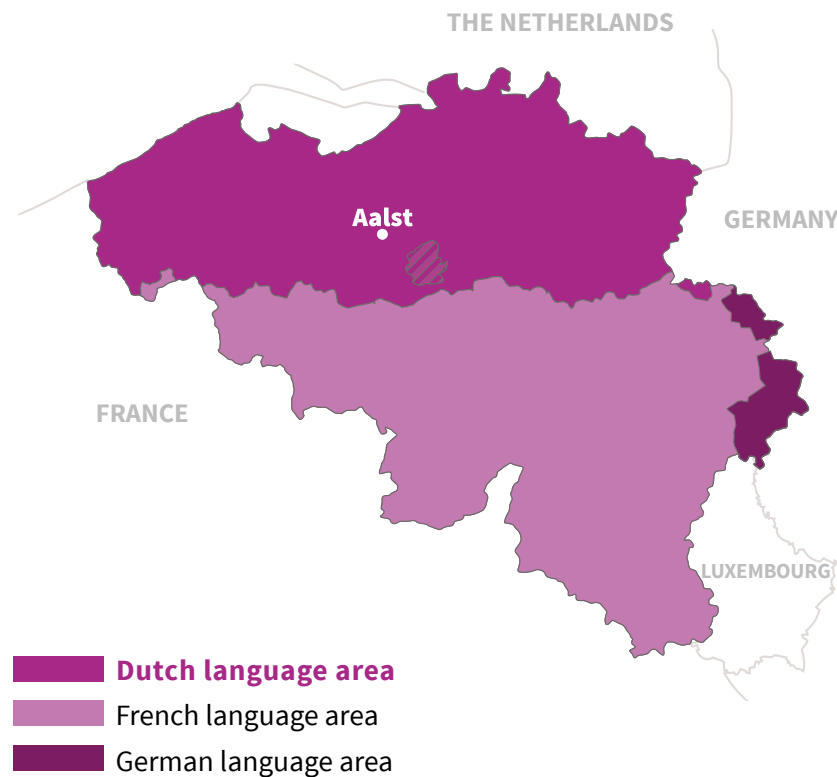 THE NETHERLANDS
Aalst
GERMANY
FRANCE
LUXEMBOURG
Dutch language area
French language area
German language area